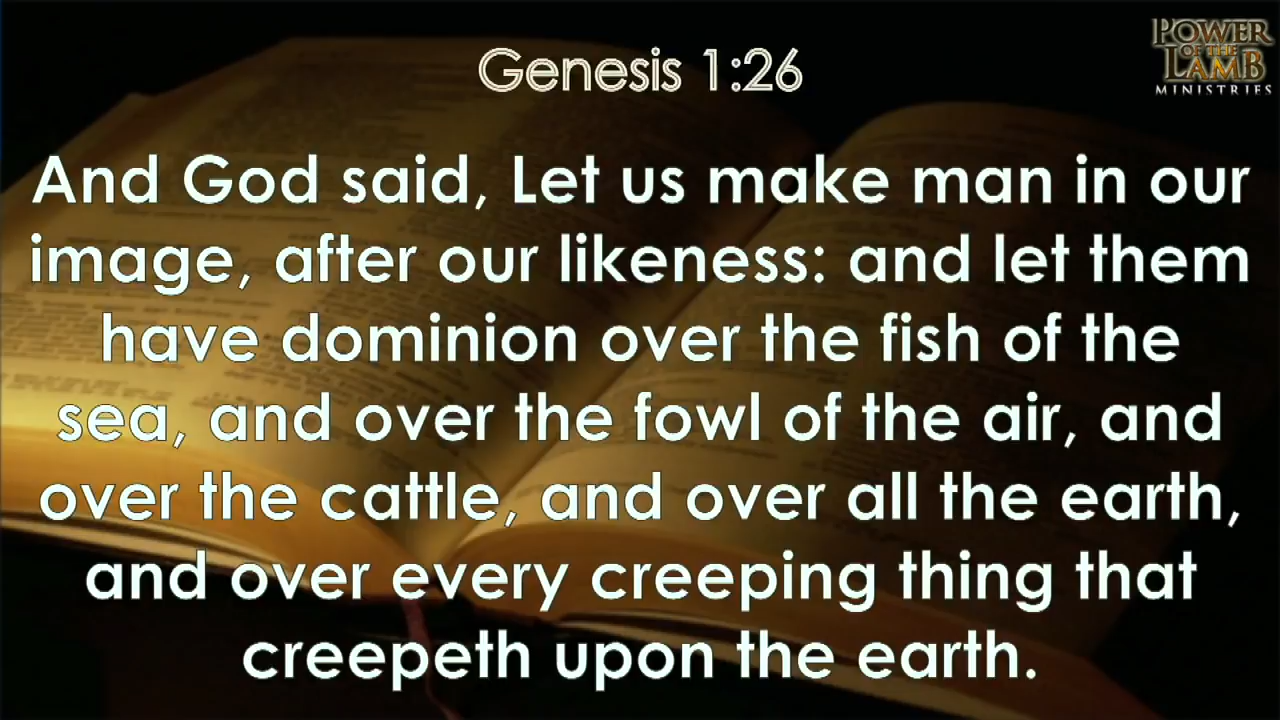 Genesis 1:26
POWER
OF THE
LAMB
MINISTRIES
And God said, Let us make man in our
image, after our likeness: and let them
have dominion over the fish of the
sea, and over the fowl of the air, and
over the cattle, and over all the earth,
and over every creeping thing that
creepeth upon the earth.